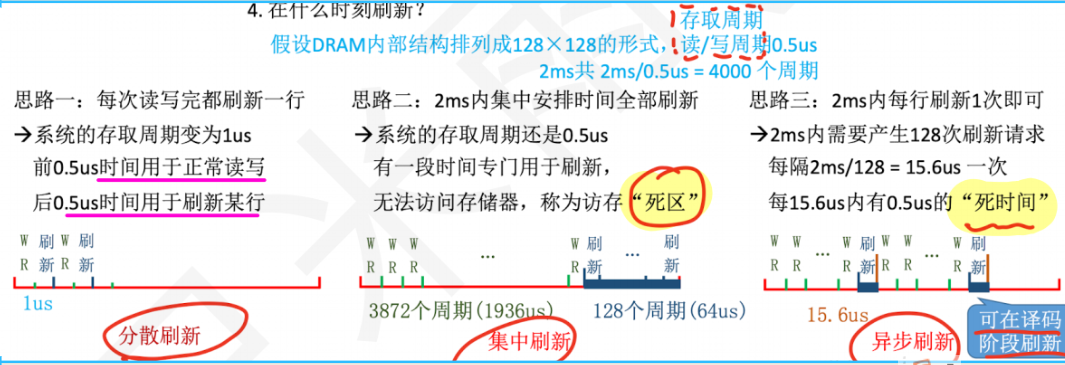 4. 在什么时刻刷新？
存取周期
假设DRAM内部结构排列成128×128的形式，读/写周期0.5us
2ms共 2ms/0.5us = 4000 个周期
思路一：每次读写完都刷新一行
→系统的存取周期变为1us
前0.5us时间用于正常读写
后0.5us时间用于刷新某行
W 刷 W 刷
R 新 R 新
1us
分散刷新
思路二：2ms内集中安排时间全部刷新
→系统的存取周期还是0.5us
有一段时间专门用于刷新，
无法访问存储器，称为访存“死区”
W W W ... W 刷 ... 刷
R R R R 新 新
3872个周期(1936us) 128个周期(64us)
集中刷新
思路三：2ms内每行刷新1次即可
→2ms内需要产生128次刷新请求
每隔2ms/128 = 15.6us 一次
每15.6us内有0.5us的“死时间”
W W ... W 刷 W W ... W 刷
R R R 新 R R R 新
15.6us
异步刷新
可在译码
阶段刷新